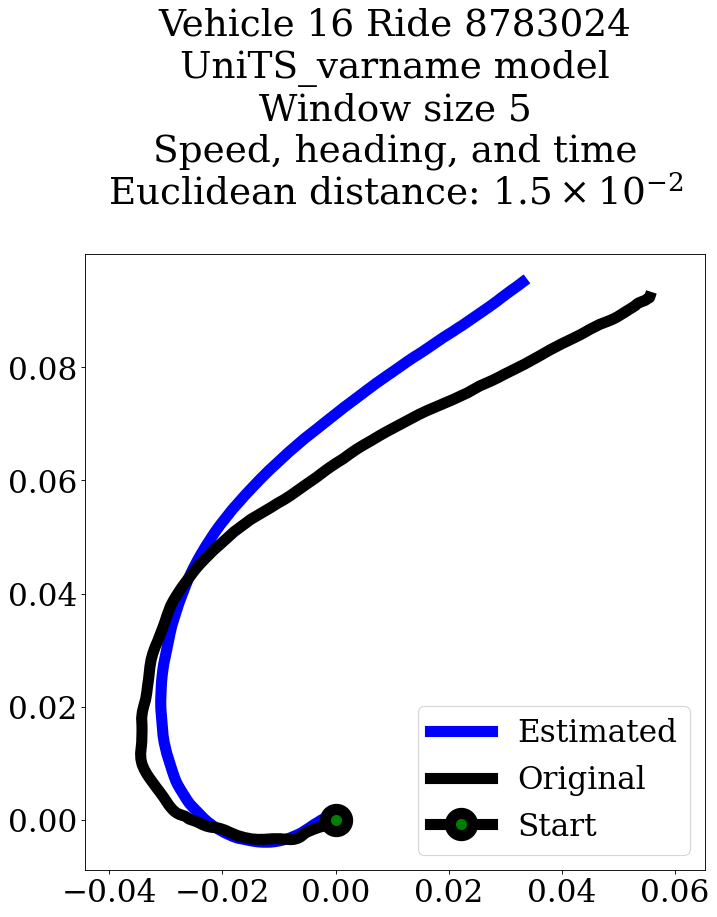 Vehicle 16 Ride 8783024
UniTS_varname model
Window size 5
Speed, heading, and time
Euclidean distance: 1.5 × 10⁻²
0.08
0.06
0.04
0.02
0.00
−0.04 −0.02 0.00 0.02 0.04 0.06
Estimated
Original
Start